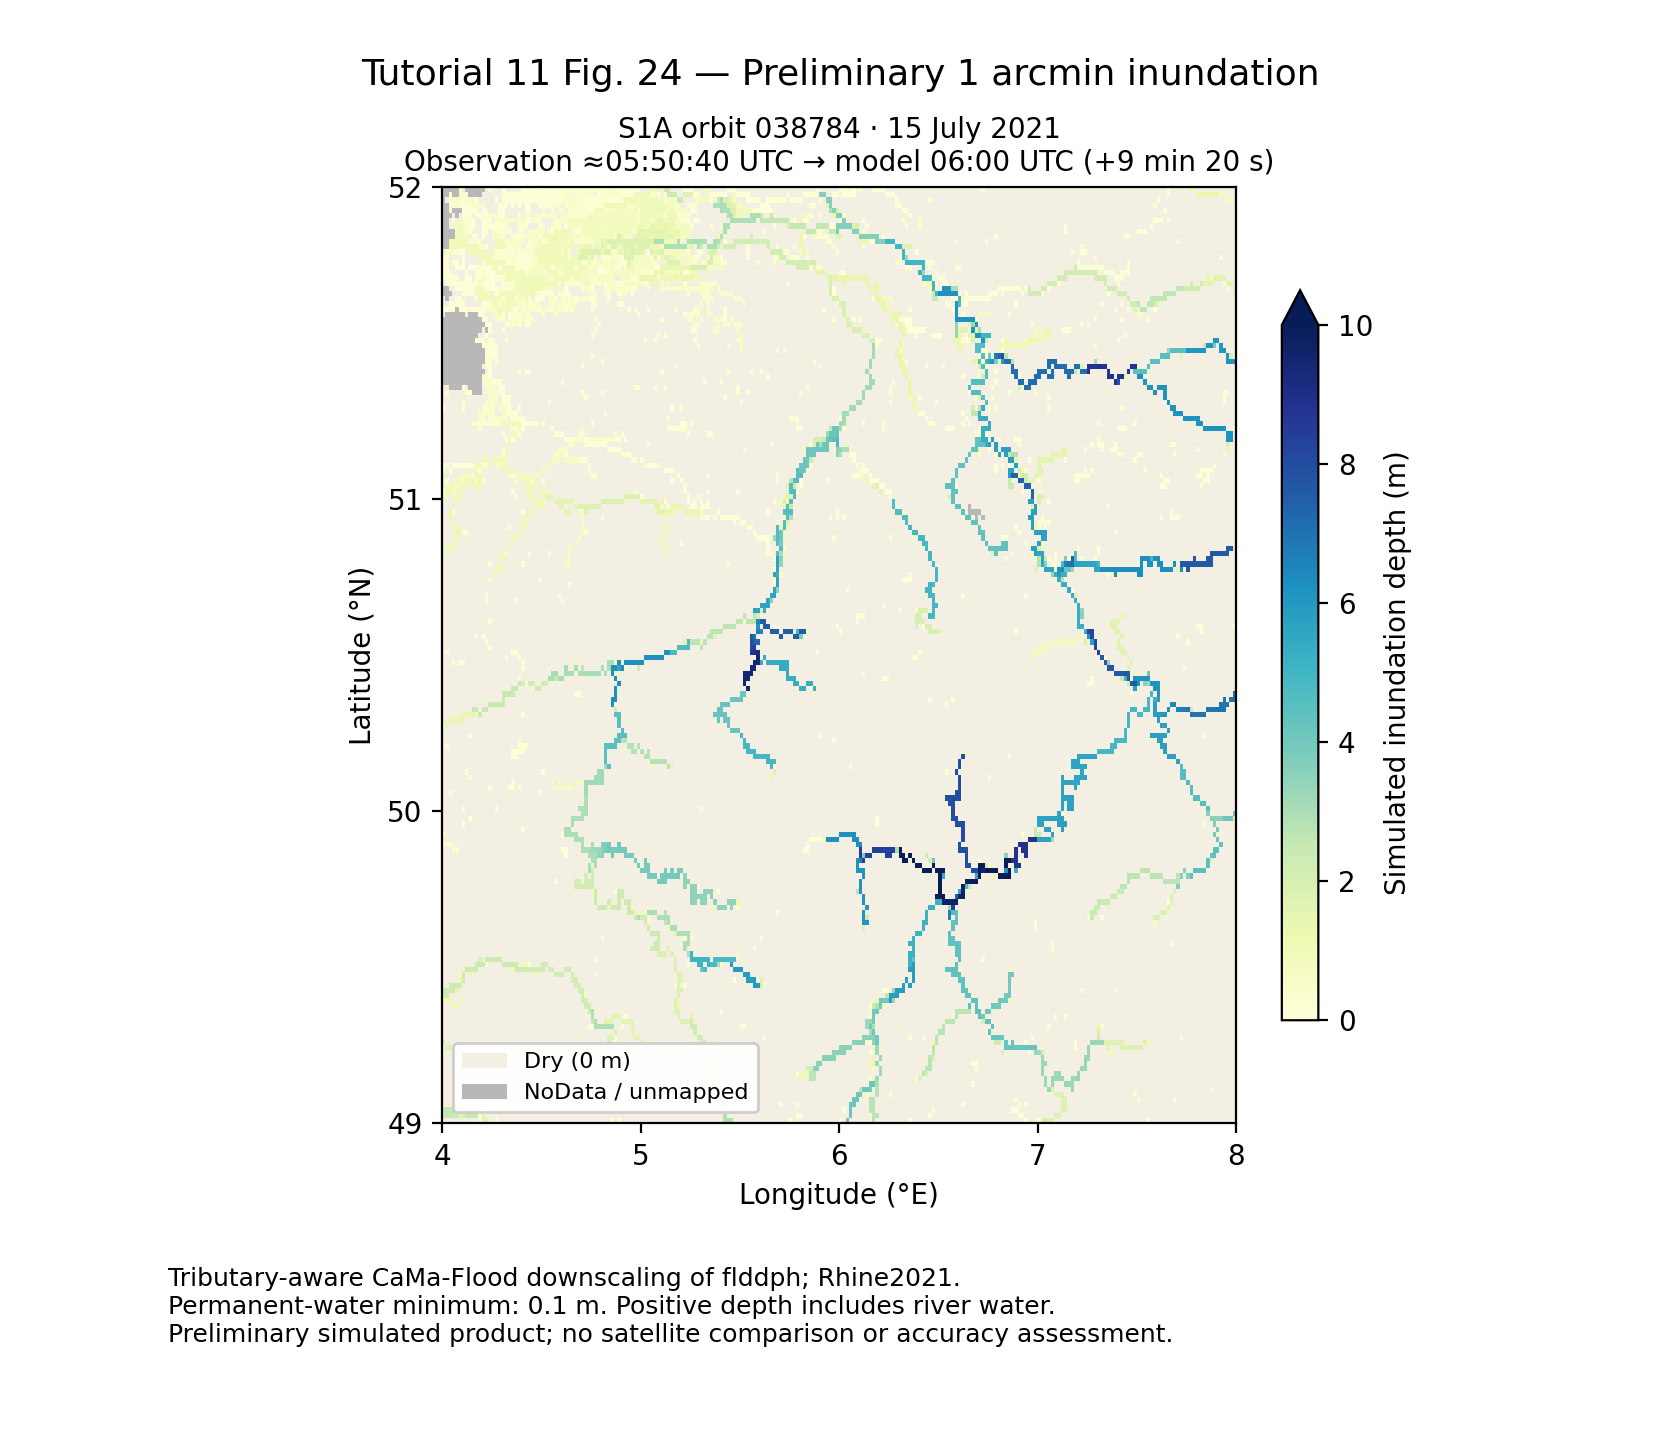 Tutorial 11 Fig. 24 — Preliminary 1 arcmin inundation
S1A orbit 038784 · 15 July 2021
Observation ≈05:50:40 UTC → model 06:00 UTC (+9 min 20 s)
52
51
50
49
Latitude (°N)
4
5
6
7
8
Longitude (°E)
Dry (0 m)
NoData / unmapped
10
8
6
4
2
0
Simulated inundation depth (m)
Tributary-aware CaMa-Flood downscaling of flddph; Rhine2021.
Permanent-water minimum: 0.1 m. Positive depth includes river water.
Preliminary simulated product; no satellite comparison or accuracy assessment.